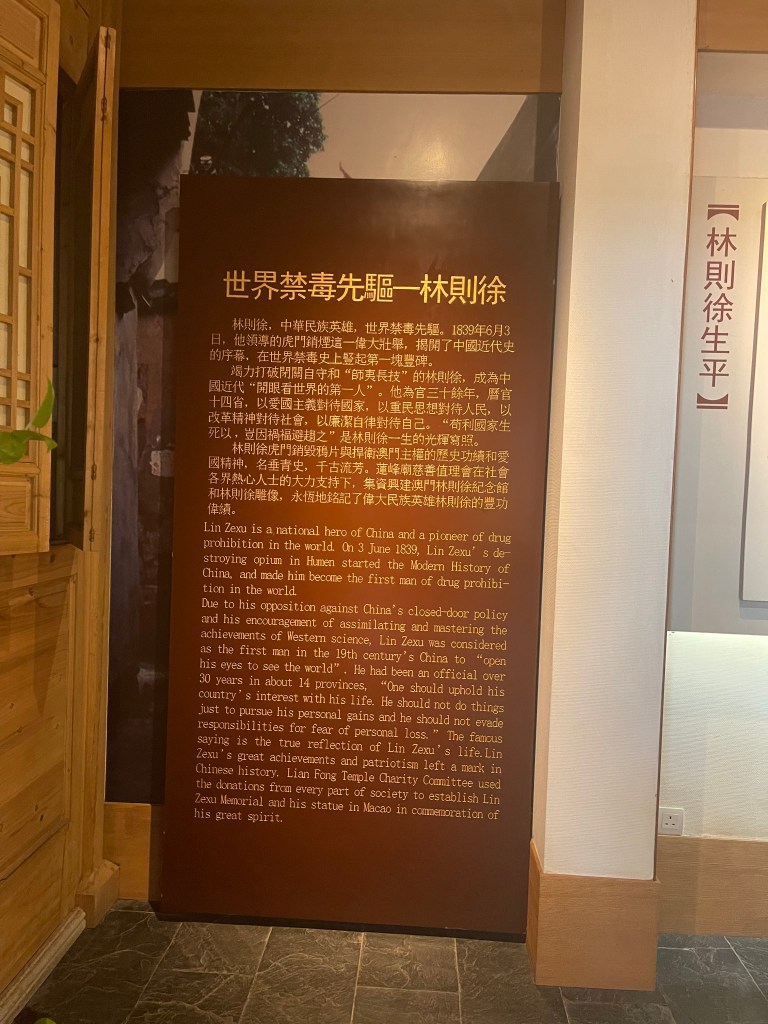 世界禁毒先驅—林則徐
林則徐，中華民族英雄，世界禁毒先驅。1839年6月3
日，他領導的虎門銷煙這一偉大壯舉，揭開了中國近代史
的序幕，在世界禁毒史上豎起第一塊豐碑。
竭力打破閉關自守和“師夷長技”的林則徐，成為中
國近代“開眼看世界的第一人”。他為官三十餘年，曆官
十四省，以愛國主義對待國家，以重民思想對待人民，以
改革精神對待社會，以廉潔自律對待自己。“苟利國家生
死以，豈因禍福避趨之”是林則徐一生的光輝寫照。
林則徐虎門銷毀鴉片與捍衛澳門主權的歷史功績和愛
國精神，名垂青史，千古流芳。蓮峰廟慈善值理會在社會
各界熱心人士的大力支持下，集資興建澳門林則徐紀念館
和林則徐雕像，永恆地銘記了偉大民族英雄林則徐的豐功
偉績。
Lin Zexu is a national hero of China and a pioneer of drug
prohibition in the world. On 3 June 1839, Lin Zexu's de-
stroying opium in Humen started the Modern History of
China, and made him become the first man of drug prohibi-
tion in the world.
Due to his opposition against China's closed-door policy
and his encouragement of assimilating and mastering the
achievements of Western science, Lin Zexu was considered
as the first man in the 19th century's China to “open
his eyes to see the world”. He had been an official over
30 years in about 14 provinces, “One should uphold his
country's interest with his life. He should not do things
just to pursue his personal gains and he should not evade
responsibilities for fear of personal loss.” The famous
saying is the true reflection of Lin Zexu's life.Lin
Zexu's great achievements and patriotism left a mark in
Chinese history. Lian Fong Temple Charity Committee used
the donations from every part of society to establish Lin
Zexu Memorial and his statue in Macao in commemoration of
his great spirit.
【林則徐生平】